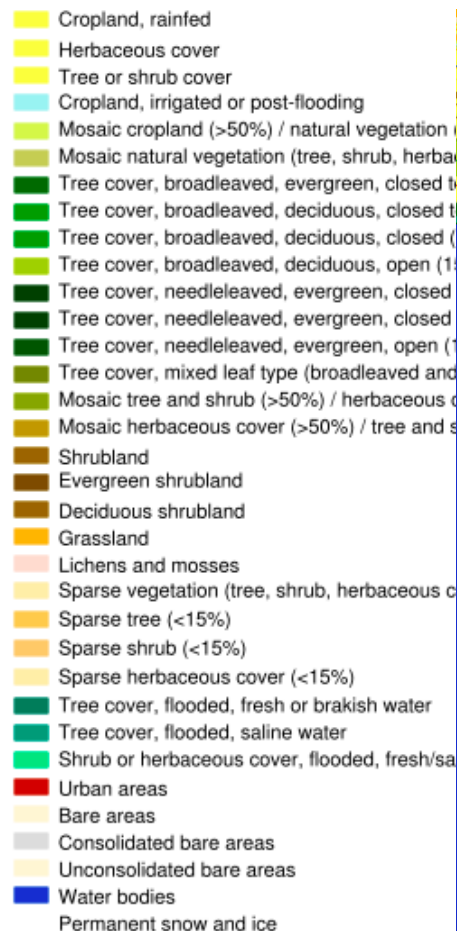 Cropland, rainfed
Herbaceous cover
Tree or shrub cover
Cropland, irrigated or post-flooding
Mosaic cropland (>50%) / natural vegetation
Mosaic natural vegetation (tree, shrub, herba
Tree cover, broadleaved, evergreen, closed t
Tree cover, broadleaved, deciduous, closed t
Tree cover, broadleaved, deciduous, closed (
Tree cover, broadleaved, deciduous, open (1
Tree cover, needleleaved, evergreen, closed
Tree cover, needleleaved, evergreen, closed
Tree cover, needleleaved, evergreen, open (1
Tree cover, mixed leaf type (broadleaved and
Mosaic tree and shrub (>50%) / herbaceous c
Mosaic herbaceous cover (>50%) / tree and s
Shrubland
Evergreen shrubland
Deciduous shrubland
Grassland
Lichens and mosses
Sparse vegetation (tree, shrub, herbaceous c
Sparse tree (<15%)
Sparse shrub (<15%)
Sparse herbaceous cover (<15%)
Tree cover, flooded, fresh or brakish water
Tree cover, flooded, saline water
Shrub or herbaceous cover, flooded, fresh/sa
Urban areas
Bare areas
Consolidated bare areas
Unconsolidated bare areas
Water bodies
Permanent snow and ice